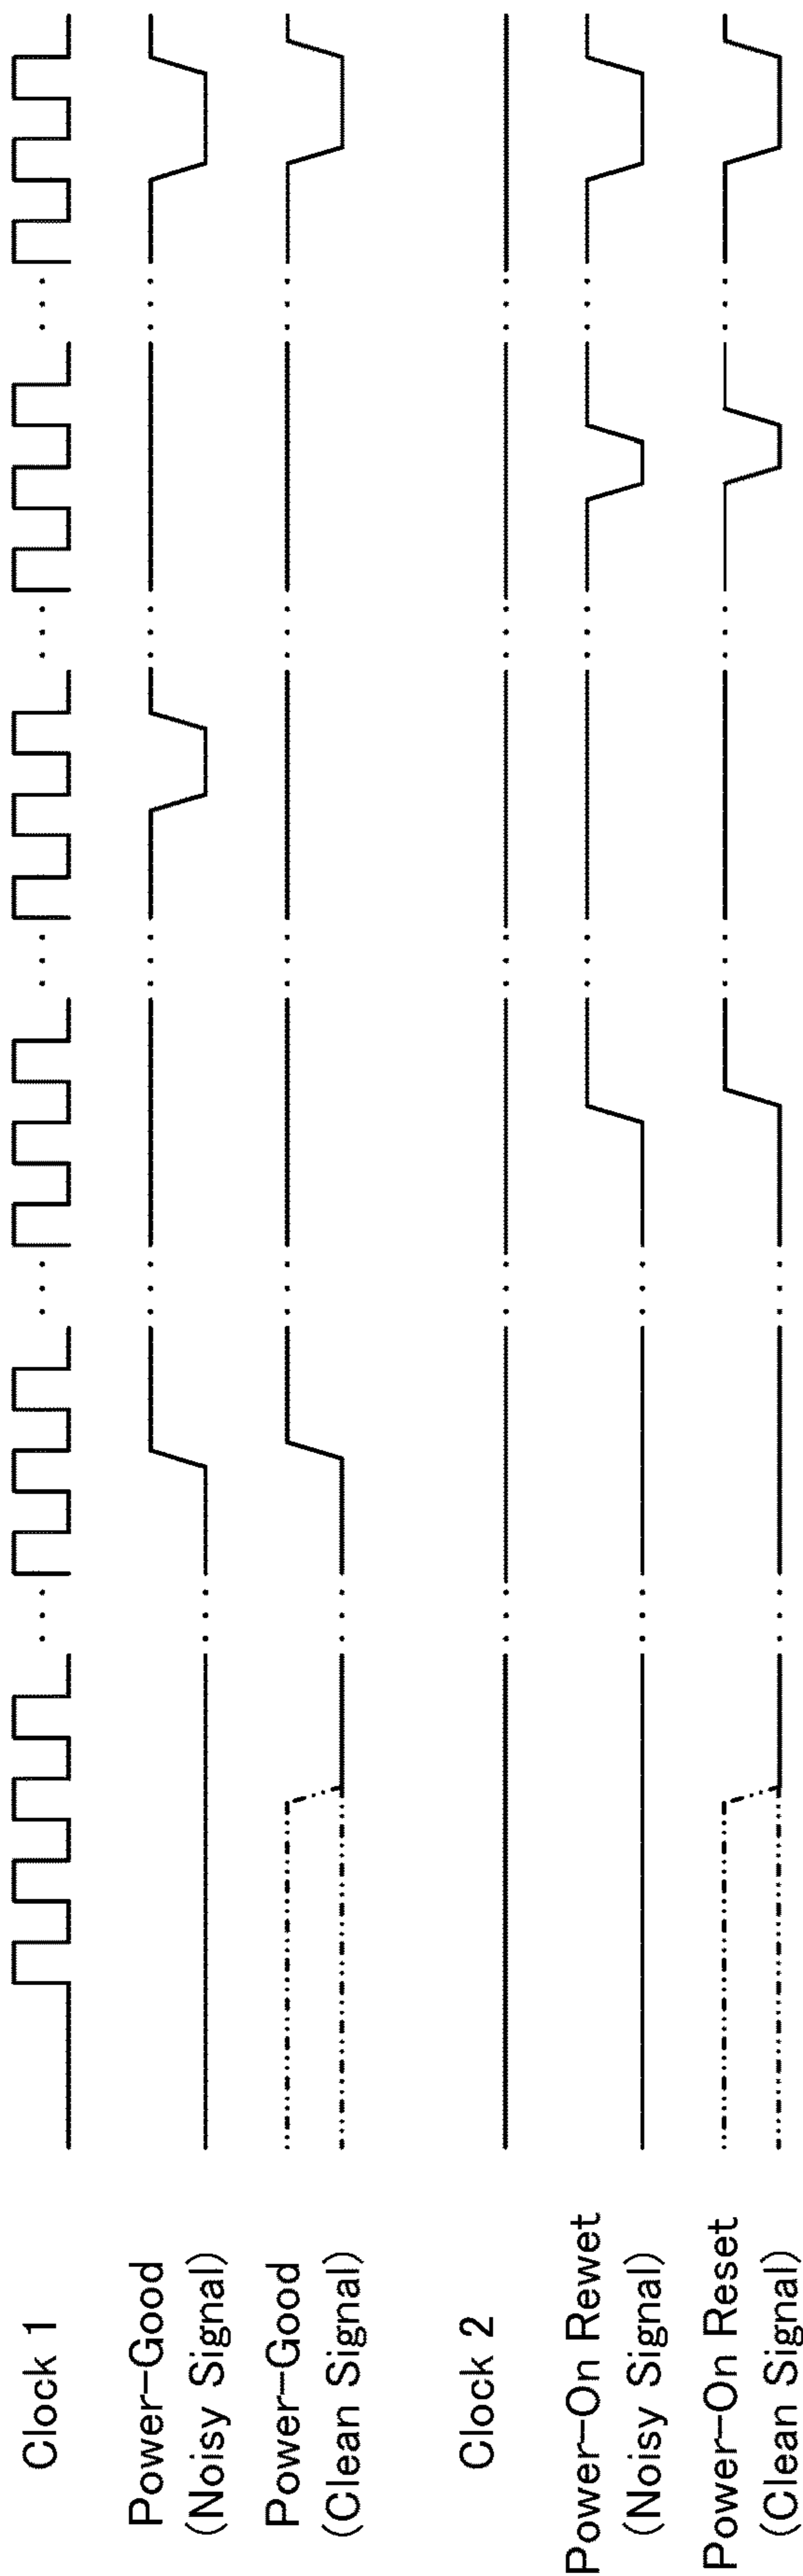 Clock 1
Power-Good
(Noisy Signal)
Power-Good
(Clean Signal)
Clock 2
Power-On Rewet
(Noisy Signal)
Power-On Reset
(Clean Signal)